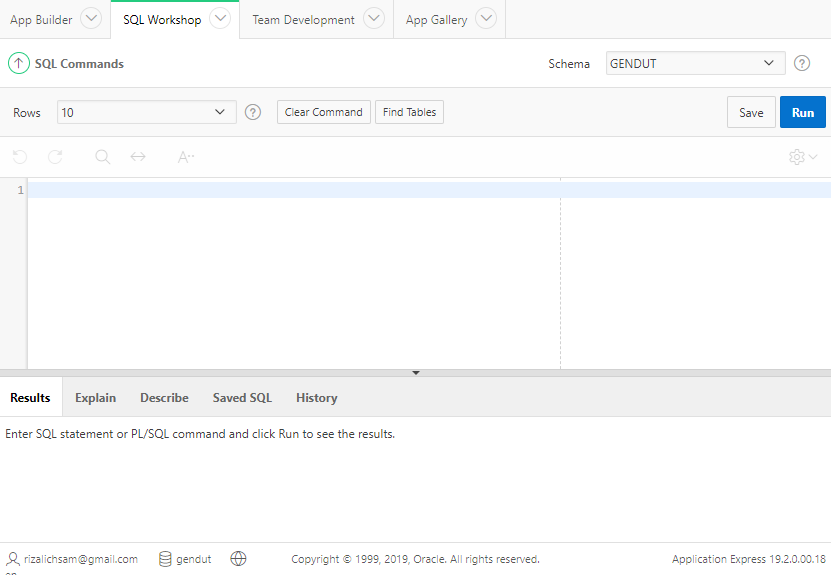 App Builder SQL Workshop Team Development App Gallery
SQL Commands Schema GENDUT ?
Rows 10 ? Clear Command Find Tables Save Run
A
1
Results Explain Describe Saved SQL History
Enter SQL statement or PL/SQL command and click Run to see the results.
rizalichsam@gmail.com gendut Copyright © 1999, 2019, Oracle. All rights reserved. Application Express 19.2.0.00.18